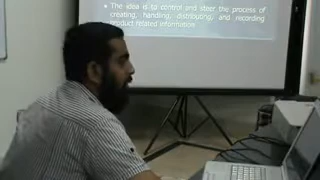 The idea is to control and steer the process of
creating, handling, distributing, and recording
product related information